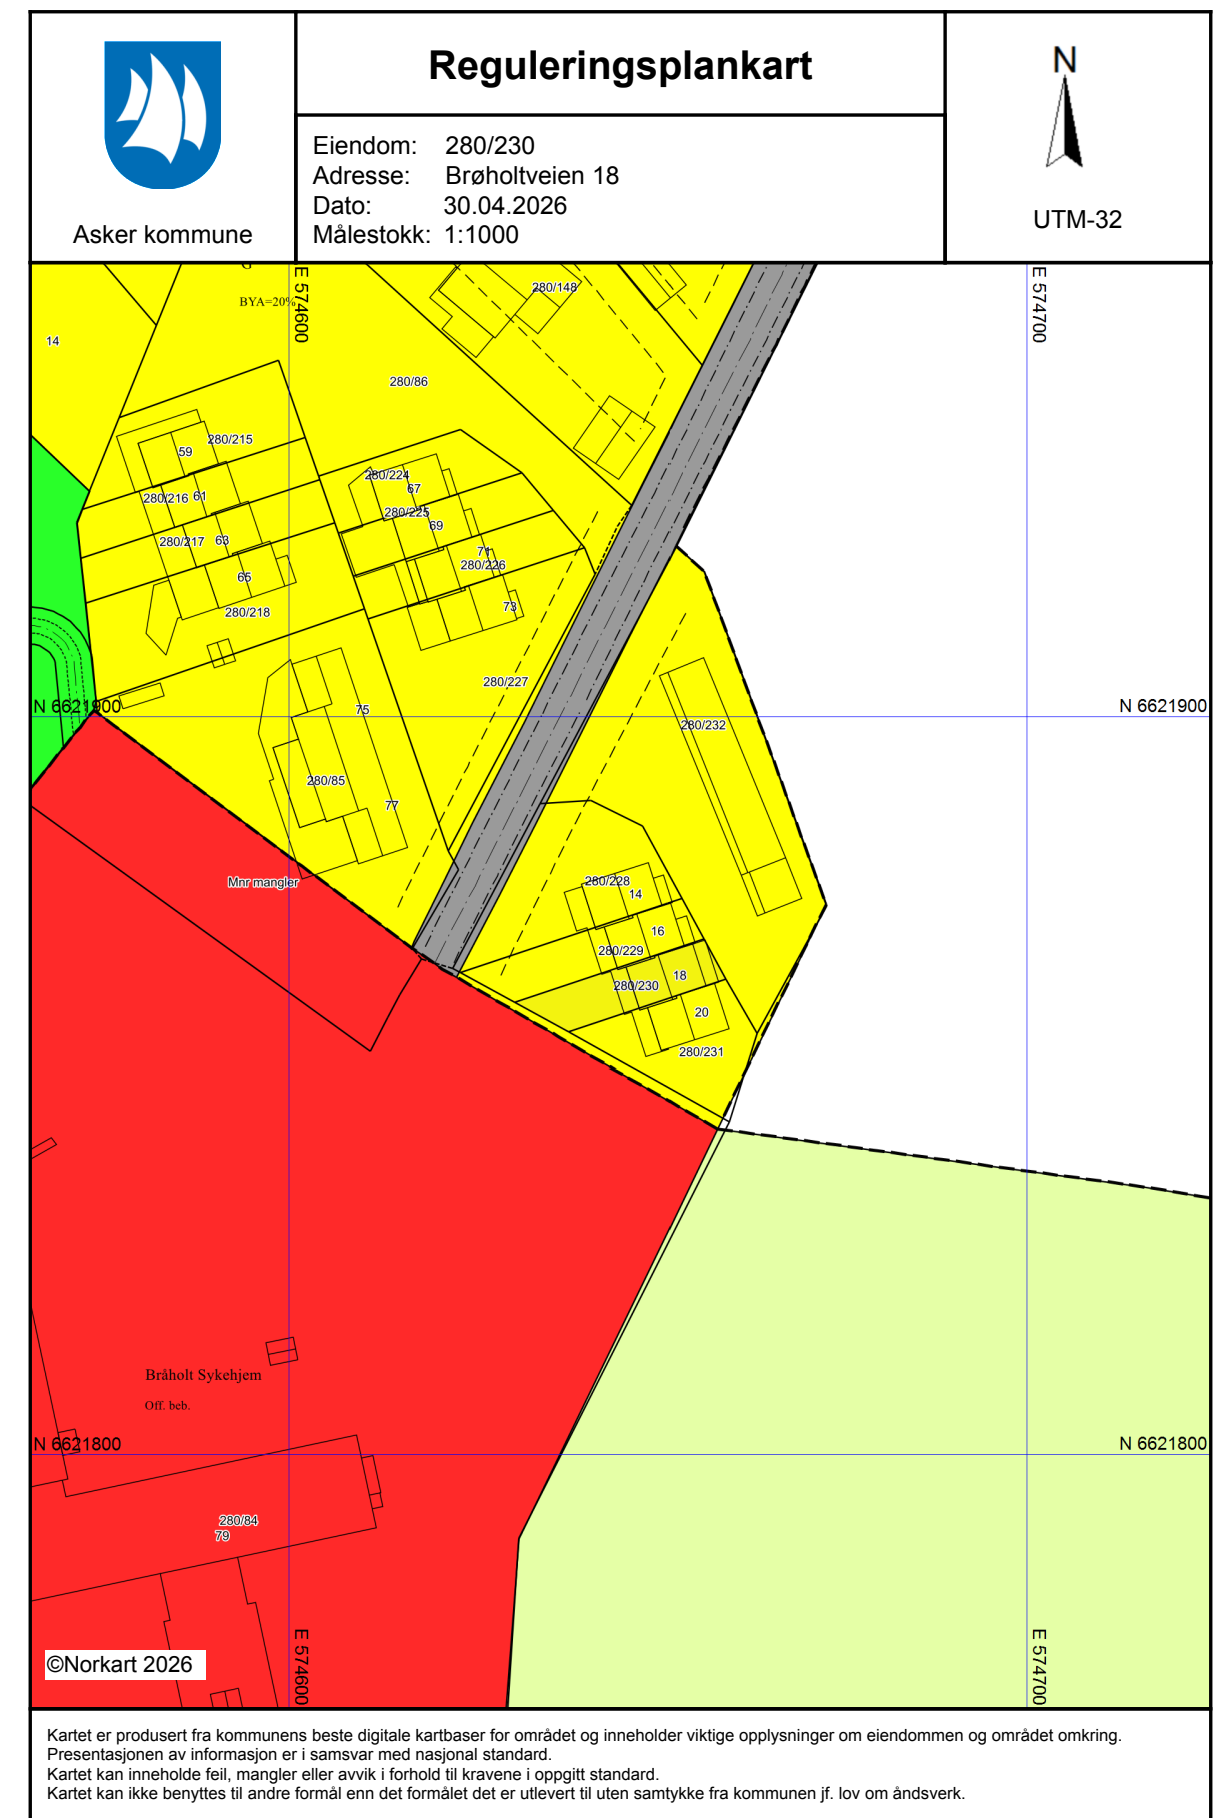 Reguleringsplankart
N
Eiendom: 280/230
Adresse: Brøholtveien 18
Dato: 30.04.2026
Målestokk: 1:1000
Asker kommune
UTM-32
G
BYA=20%
E 574600
280/148
E 574700
14
280/86
280/215
59
280/224
67
280/216 61
280/225
69
280/217 63
71
280/226
65
73
280/218
280/227
N 6621900
75
N 6621900
280/232
280/85
77
Mnr mangler
280/228
14
16
280/229
18
280/230
20
280/231
Bråholt Sykehjem
Off. beb.
N 6621800
N 6621800
280/84
79
E 574600
E 574700
©Norkart 2026
Kartet er produsert fra kommunens beste digitale kartbaser for området og inneholder viktige opplysninger om eiendommen og området omkring.
Presentasjonen av informasjon er i samsvar med nasjonal standard.
Kartet kan inneholde feil, mangler eller avvik i forhold til kravene i oppgitt standard.
Kartet kan ikke benyttes til andre formål enn det formålet det er utlevert til uten samtykke fra kommunen jf. lov om åndsverk.